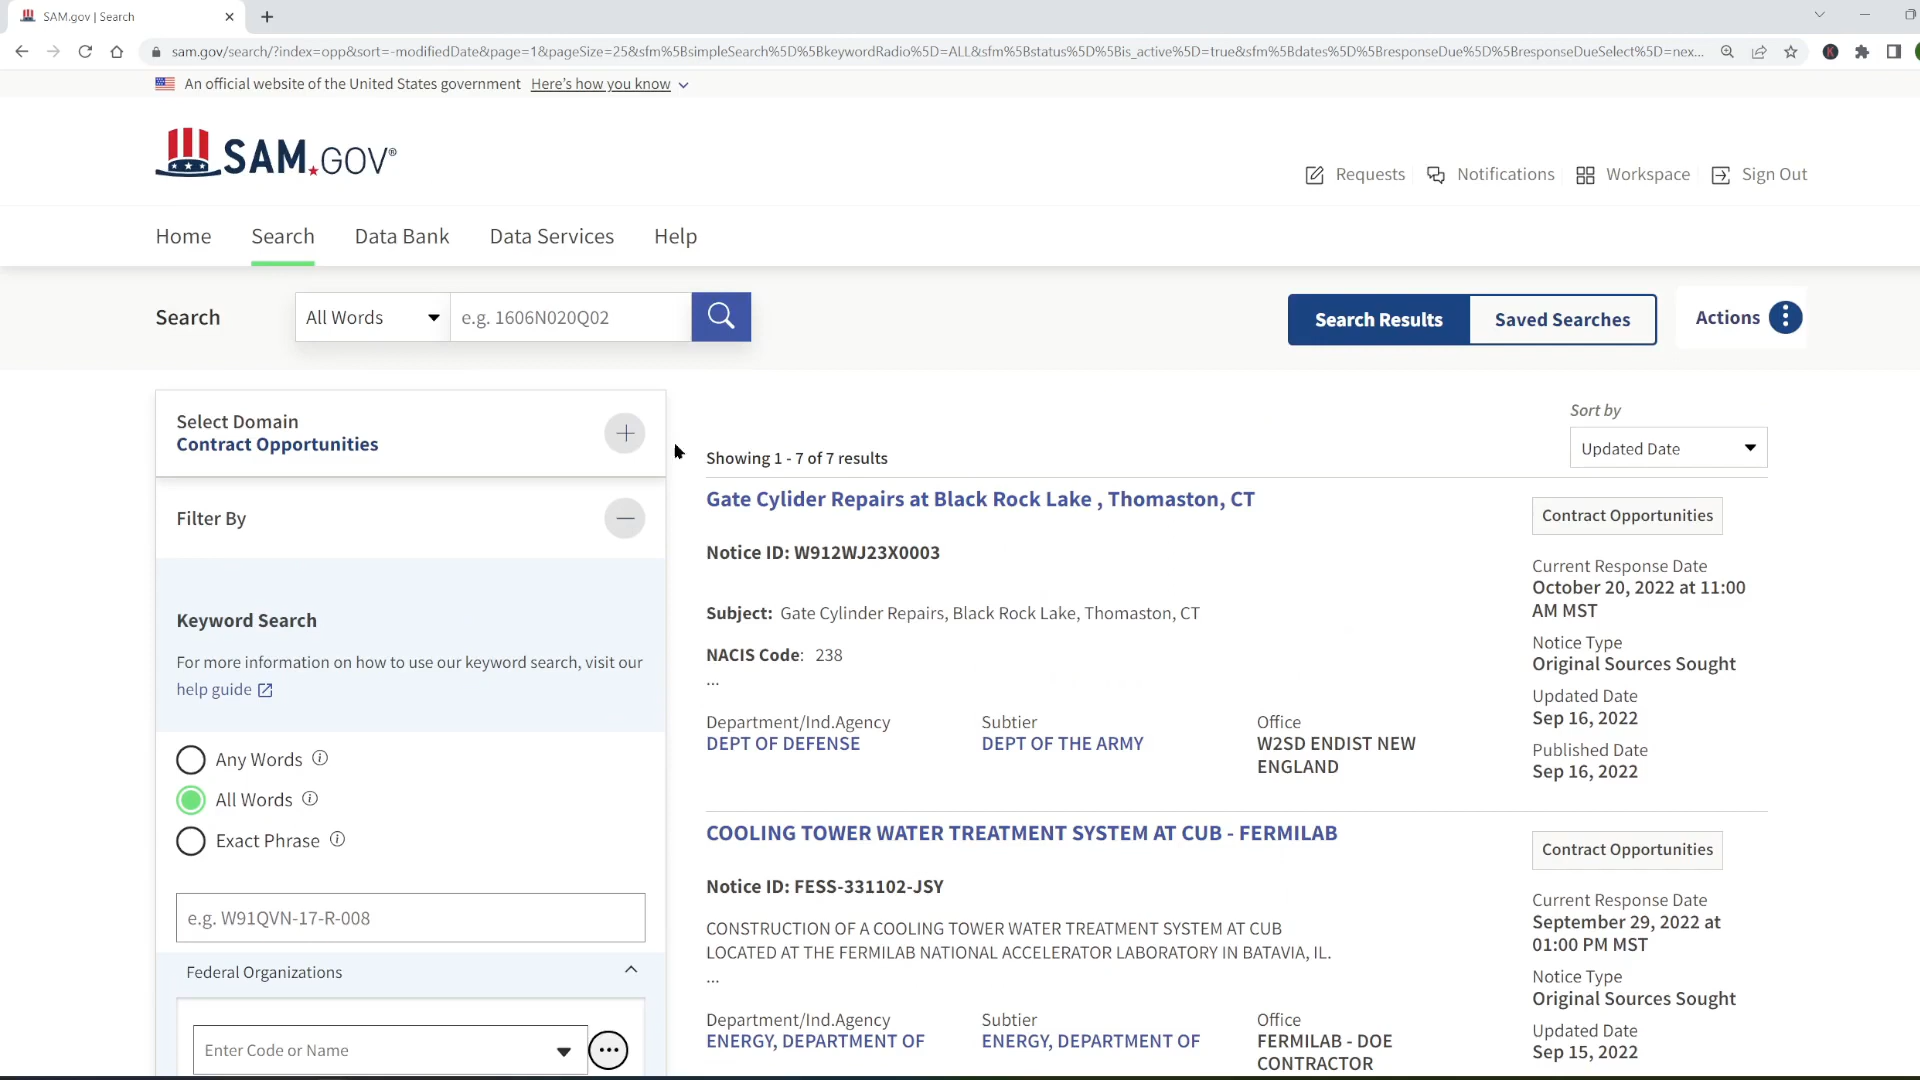 SAM.gov | Search
sam.gov/search/?index=opp&sort=-modifiedDate&page=1&pageSize=25&sfm%5BsimpleSearch%5D%5BkeywordRadio%5D=ALL&sfm%5Bstatus%5D%5Bis_active%5D=true&sfm%5Bdates%5D%5BresponseDue%5D%5BresponseDueSelect%5D=nex...
K
An official website of the United States government Here's how you know
SAM.GOV®
Requests Notifications Workspace Sign Out
Home Search Data Bank Data Services Help
Search All Words e.g. 1606N020Q02 Search Results Saved Searches Actions
Select Domain
Contract Opportunities
Filter By
Keyword Search
For more information on how to use our keyword search, visit our
help guide
Any Words
All Words
Exact Phrase
e.g. W91QVN-17-R-008
Federal Organizations
Enter Code or Name
Sort by
Updated Date
Showing 1 - 7 of 7 results
Gate Cylider Repairs at Black Rock Lake , Thomaston, CT
Notice ID: W912WJ23X0003
Subject: Gate Cylinder Repairs, Black Rock Lake, Thomaston, CT
NACIS Code: 238
...
Department/Ind.Agency
DEPT OF DEFENSE
Subtier
DEPT OF THE ARMY
Office
W2SD ENDIST NEW
ENGLAND
Contract Opportunities
Current Response Date
October 20, 2022 at 11:00
AM MST
Notice Type
Original Sources Sought
Updated Date
Sep 16, 2022
Published Date
Sep 16, 2022
COOLING TOWER WATER TREATMENT SYSTEM AT CUB - FERMILAB
Notice ID: FESS-331102-JSY
CONSTRUCTION OF A COOLING TOWER WATER TREATMENT SYSTEM AT CUB
LOCATED AT THE FERMILAB NATIONAL ACCELERATOR LABORATORY IN BATAVIA, IL.
...
Department/Ind.Agency
ENERGY, DEPARTMENT OF
Subtier
ENERGY, DEPARTMENT OF
Office
FERMILAB - DOE
CONTRACTOR
Contract Opportunities
Current Response Date
September 29, 2022 at
01:00 PM MST
Notice Type
Original Sources Sought
Updated Date
Sep 15, 2022